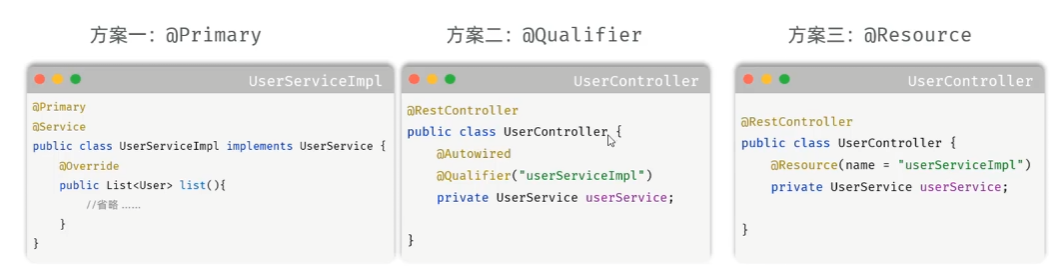 方案一：@Primary
UserServiceImpl
@Primary
@Service
public class UserServiceImpl implements UserService {
@Override
public List<User> list(){
//省略 ......
}
}
方案二：@Qualifier
UserController
@RestController
public class UserController {
@Autowired
@Qualifier("userServiceImpl")
private UserService userService;
}
方案三：@Resource
UserController
@RestController
public class UserController {
@Resource(name = "userServiceImpl")
private UserService userService;
}